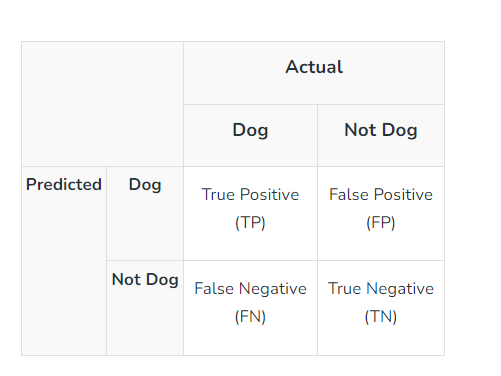 Actual
Dog
Not Dog
Predicted
Dog
True Positive
(TP)
False Positive
(FP)
Not Dog
False Negative
(FN)
True Negative
(TN)